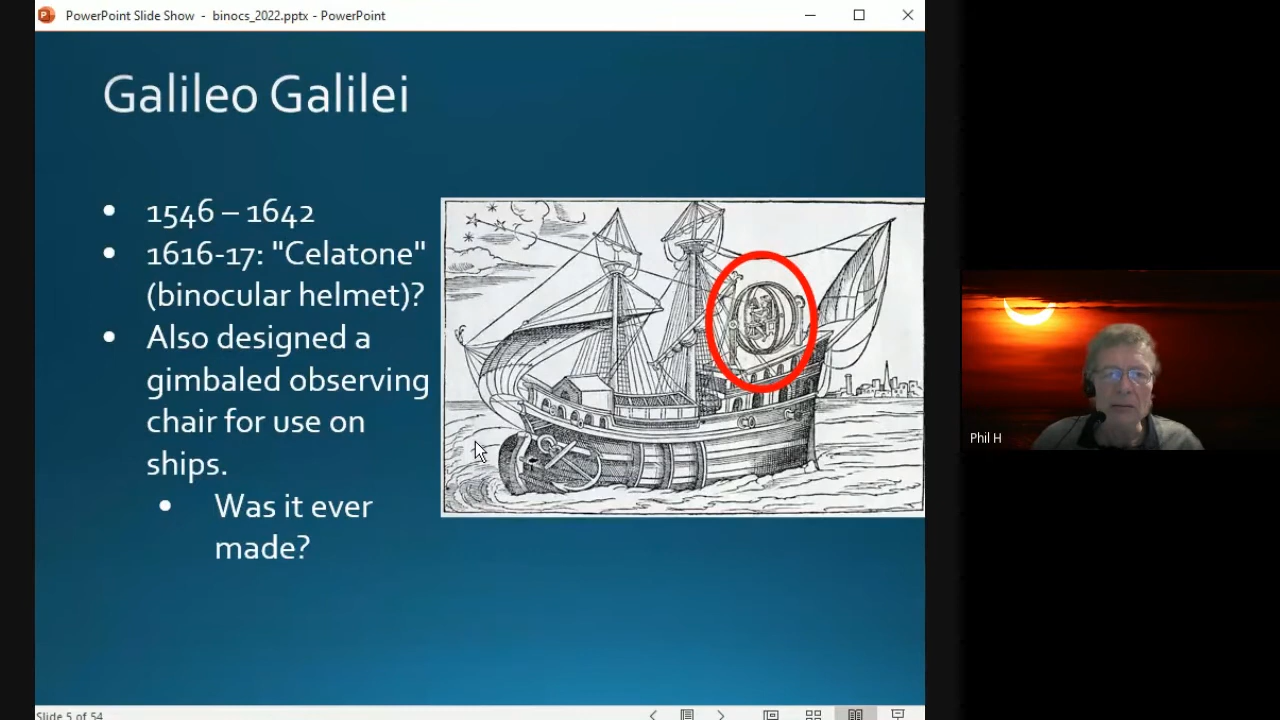 PowerPoint Slide Show - binocs_2022.pptx - PowerPoint
Galileo Galilei
• 1546 – 1642
• 1616-17: "Celatone"
(binocular helmet)?
• Also designed a
gimbaled observing
chair for use on
ships.
• Was it ever
made?
Phil H
Slide 5 of 54